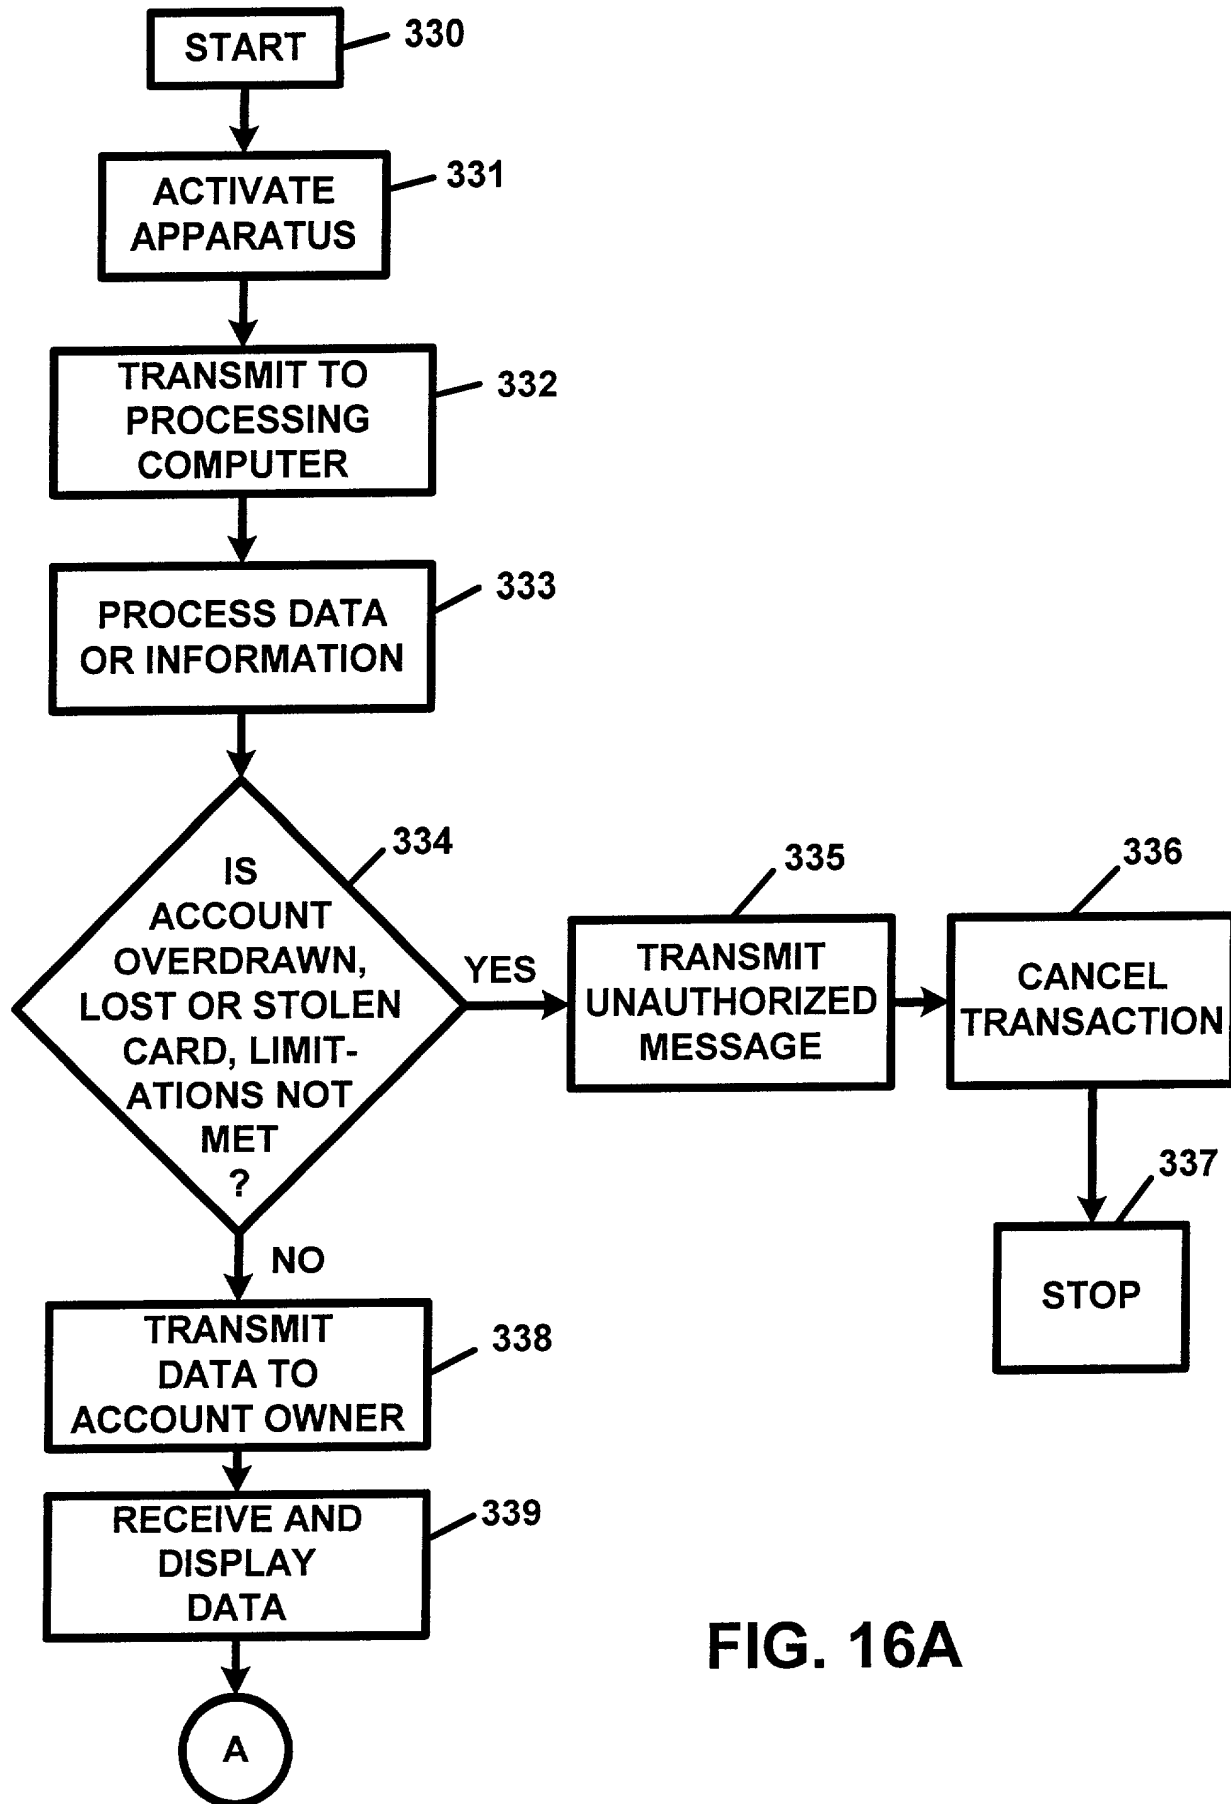 START
330
ACTIVATE
APPARATUS
331
TRANSMIT TO
PROCESSING
COMPUTER
332
PROCESS DATA
OR INFORMATION
333
IS
ACCOUNT
OVERDRAWN,
LOST OR STOLEN
CARD, LIMIT-
ATIONS NOT
MET
?
334
YES
TRANSMIT
UNAUTHORIZED
MESSAGE
335
CANCEL
TRANSACTION
336
STOP
337
NO
TRANSMIT
DATA TO
ACCOUNT OWNER
338
RECEIVE AND
DISPLAY
DATA
339
A
FIG. 16A